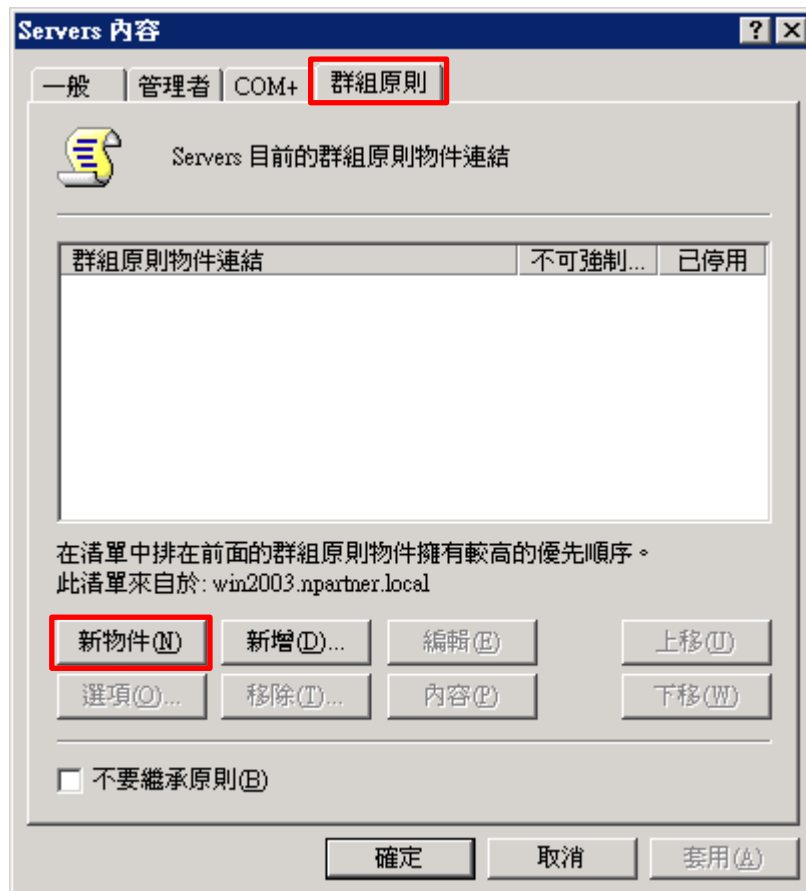 Servers 內容
一般 管理者 COM+ 群組原則
Servers 目前的群組原則物件連結
群組原則物件連結 不可強制... 已停用
在清單中排在前面的群組原則物件擁有較高的優先順序。
此清單來自於: win2003.npartner.local
新物件(N) 新增(D)... 編輯(E) 上移(U)
選項(O)... 移除(T)... 內容(P) 下移(W)
不要繼承原則(B)
確定 取消 套用(A)